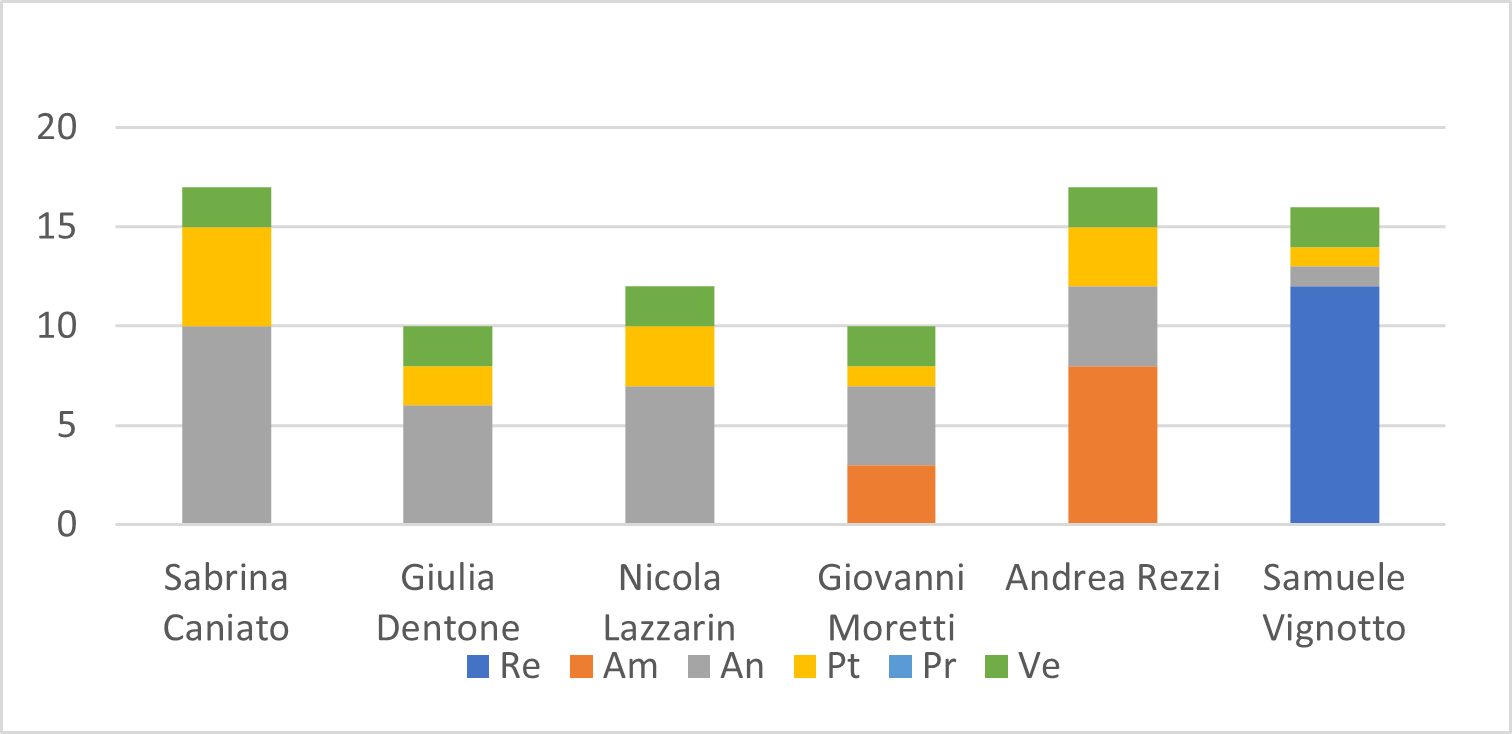 20
15
10
5
0
Sabrina Caniato
Giulia Dentone
Nicola Lazzarin
Giovanni Moretti
Andrea Rezzi
Samuele Vignotto
Re Am An Pt Pr Ve